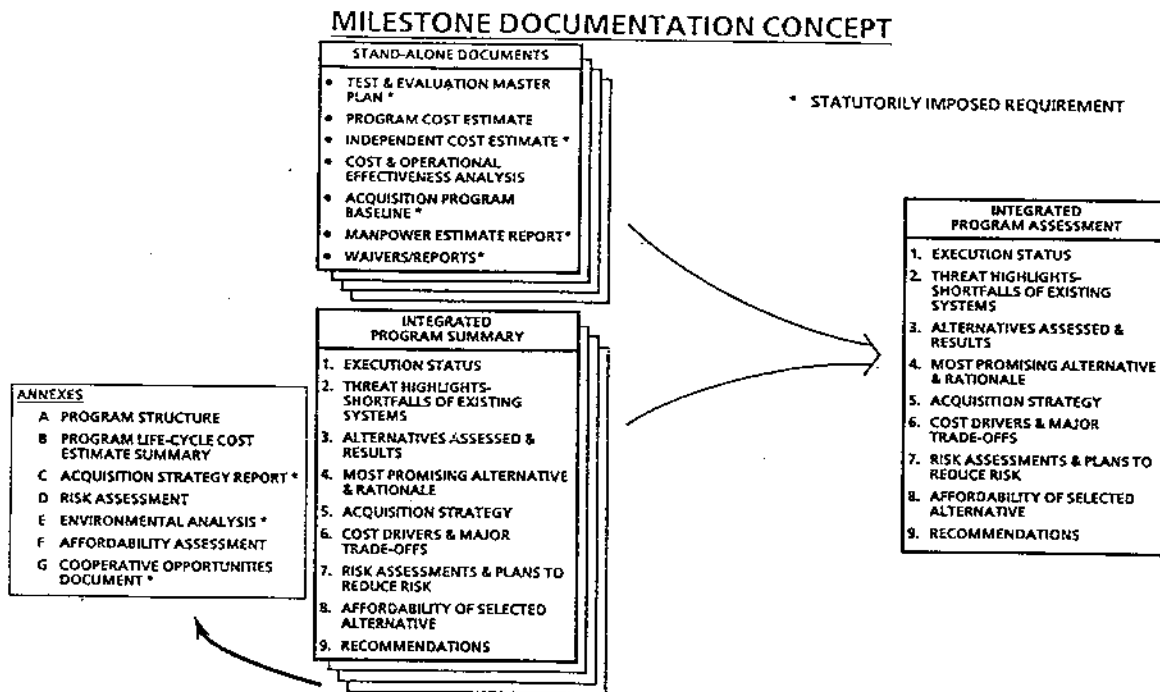 MILESTONE DOCUMENTATION CONCEPT
STAND-ALONE DOCUMENTS
• TEST & EVALUATION MASTER
PLAN *
• PROGRAM COST ESTIMATE
• INDEPENDENT COST ESTIMATE *
• COST & OPERATIONAL
EFFECTIVENESS ANALYSIS
• ACQUISITION PROGRAM
BASELINE *
• MANPOWER ESTIMATE REPORT*
• WAIVERS/REPORTS*
* STATUTORILY IMPOSED REQUIREMENT
INTEGRATED
PROGRAM SUMMARY
1. EXECUTION STATUS
2. THREAT HIGHLIGHTS-
SHORTFALLS OF EXISTING
SYSTEMS
3. ALTERNATIVES ASSESSED &
RESULTS
4. MOST PROMISING ALTERNATIVE
& RATIONALE
5. ACQUISITION STRATEGY
6. COST DRIVERS & MAJOR
TRADE-OFFS
7. RISK ASSESSMENTS & PLANS TO
REDUCE RISK
8. AFFORDABILITY OF SELECTED
ALTERNATIVE
9. RECOMMENDATIONS
ANNEXES
A PROGRAM STRUCTURE
B PROGRAM LIFE-CYCLE COST
ESTIMATE SUMMARY
C ACQUISITION STRATEGY REPORT *
D RISK ASSESSMENT
E ENVIRONMENTAL ANALYSIS *
F AFFORDABILITY ASSESSMENT
G COOPERATIVE OPPORTUNITIES
DOCUMENT *
INTEGRATED
PROGRAM ASSESSMENT
1. EXECUTION STATUS
2. THREAT HIGHLIGHTS-
SHORTFALLS OF EXISTING
SYSTEMS
3. ALTERNATIVES ASSESSED &
RESULTS
4. MOST PROMISING ALTERNATIVE
& RATIONALE
5. ACQUISITION STRATEGY
6. COST DRIVERS & MAJOR
TRADE-OFFS
7. RISK ASSESSMENTS & PLANS TO
REDUCE RISK
8. AFFORDABILITY OF SELECTED
ALTERNATIVE
9. RECOMMENDATIONS